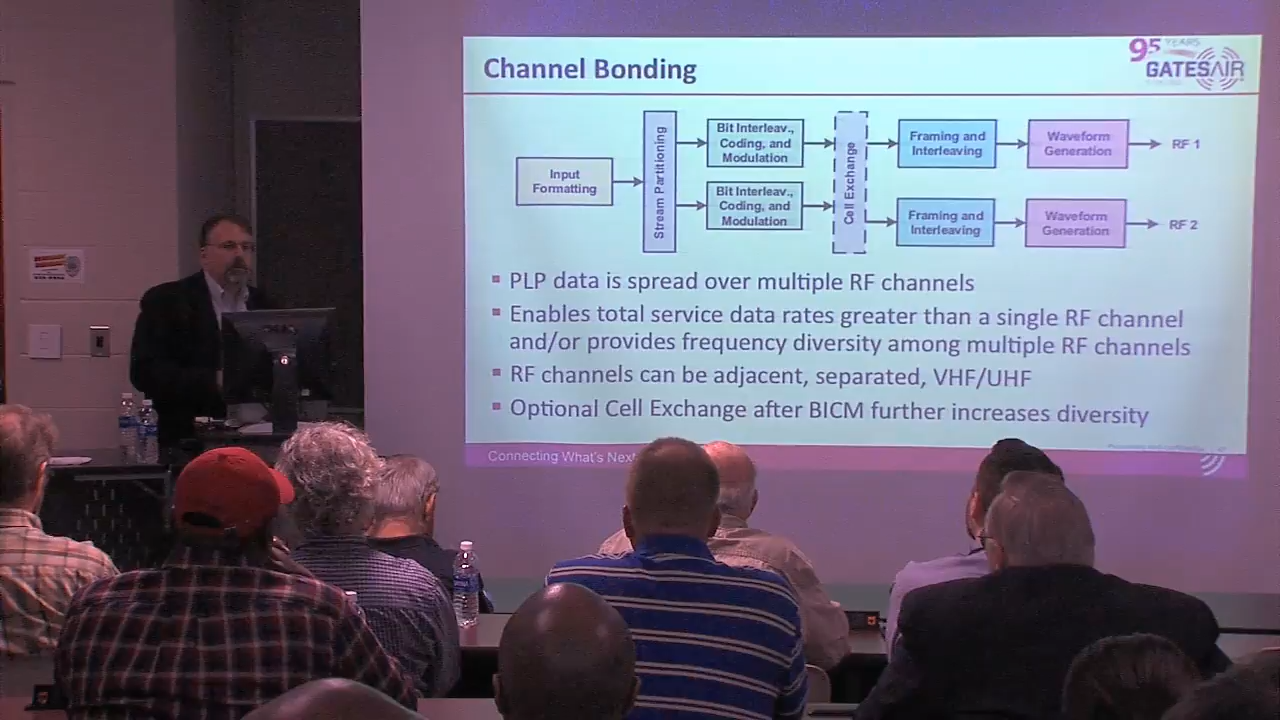 Channel Bonding
95 YEARS
GATESAIR
Input
Formatting
Stream Partitioning
Bit Interleav.,
Coding, and
Modulation
Bit Interleav.,
Coding, and
Modulation
Cell Exchange
Framing and
Interleaving
Waveform
Generation
RF 1
Framing and
Interleaving
Waveform
Generation
RF 2
PLP data is spread over multiple RF channels
Enables total service data rates greater than a single RF channel
and/or provides frequency diversity among multiple RF channels
RF channels can be adjacent, separated, VHF/UHF
Optional Cell Exchange after BICM further increases diversity
Connecting What's Next